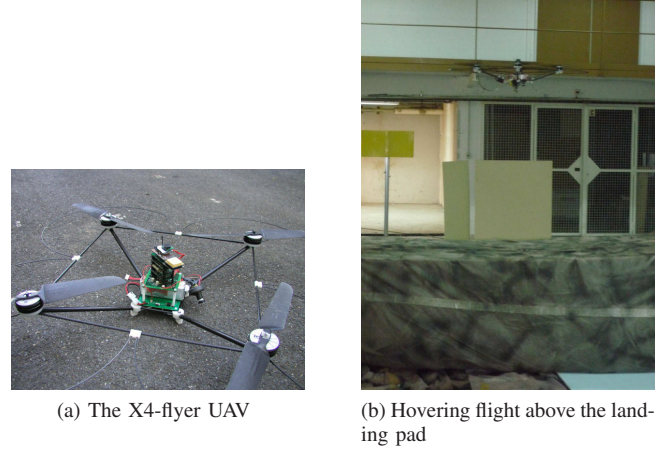 (a) The X4-flyer UAV
(b) Hovering flight above the land-
ing pad